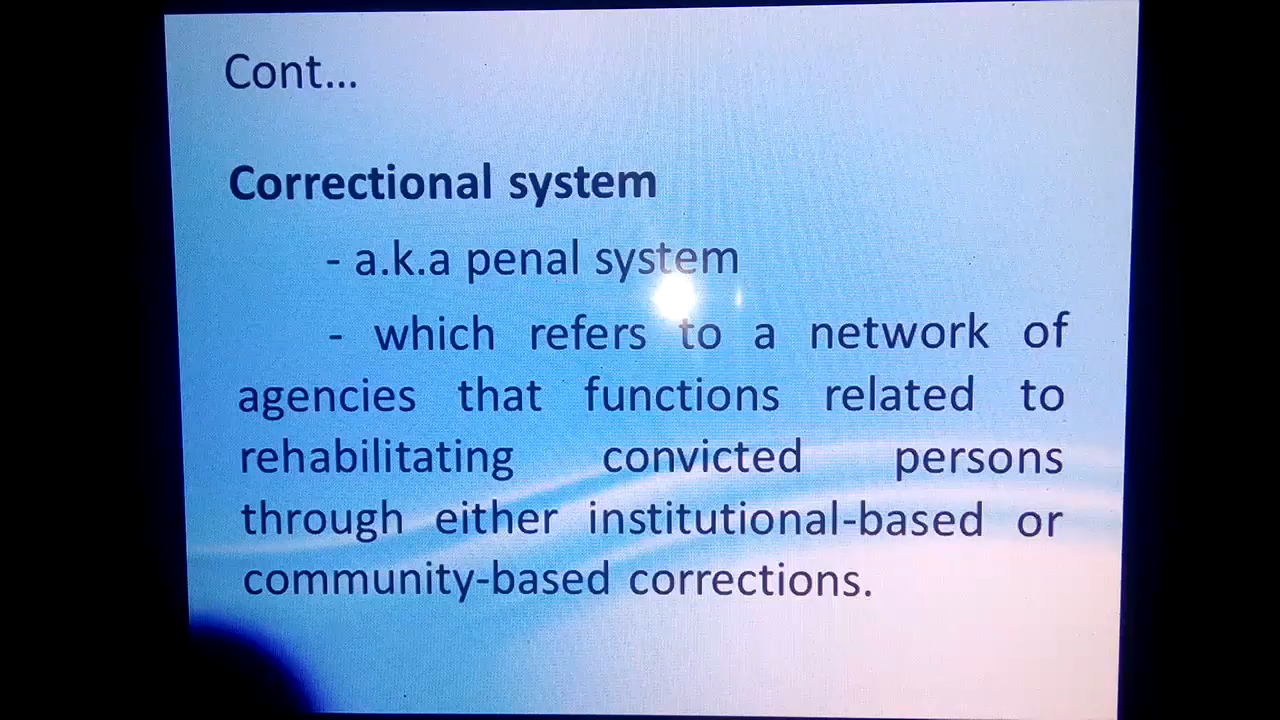 Cont...
Correctional system
- a.k.a penal system
- which refers to a network of
agencies that functions related to
rehabilitating convicted persons
through either institutional-based or
community-based corrections.